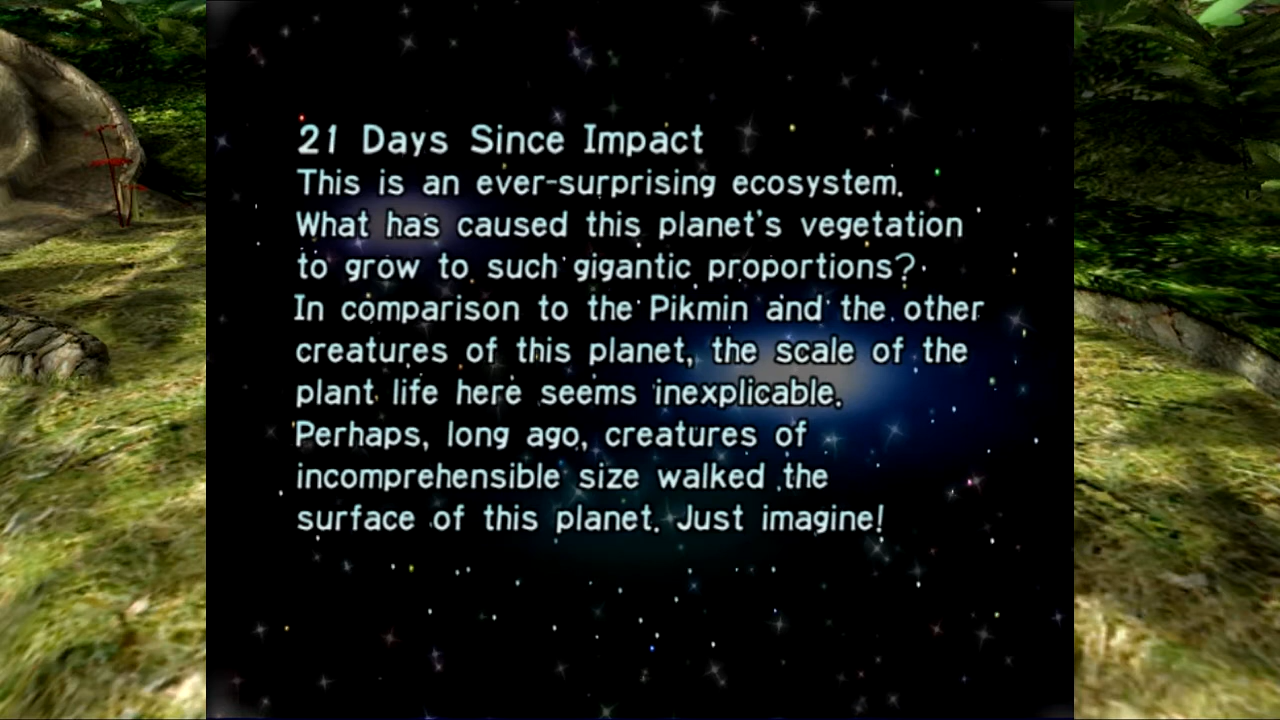 21 Days Since Impact
This is an ever-surprising ecosystem.
What has caused this planet's vegetation
to grow to such gigantic proportions?
In comparison to the Pikmin and the other
creatures of this planet, the scale of the
plant life here seems inexplicable.
Perhaps, long ago, creatures of
incomprehensible size walked the
surface of this planet. Just imagine!